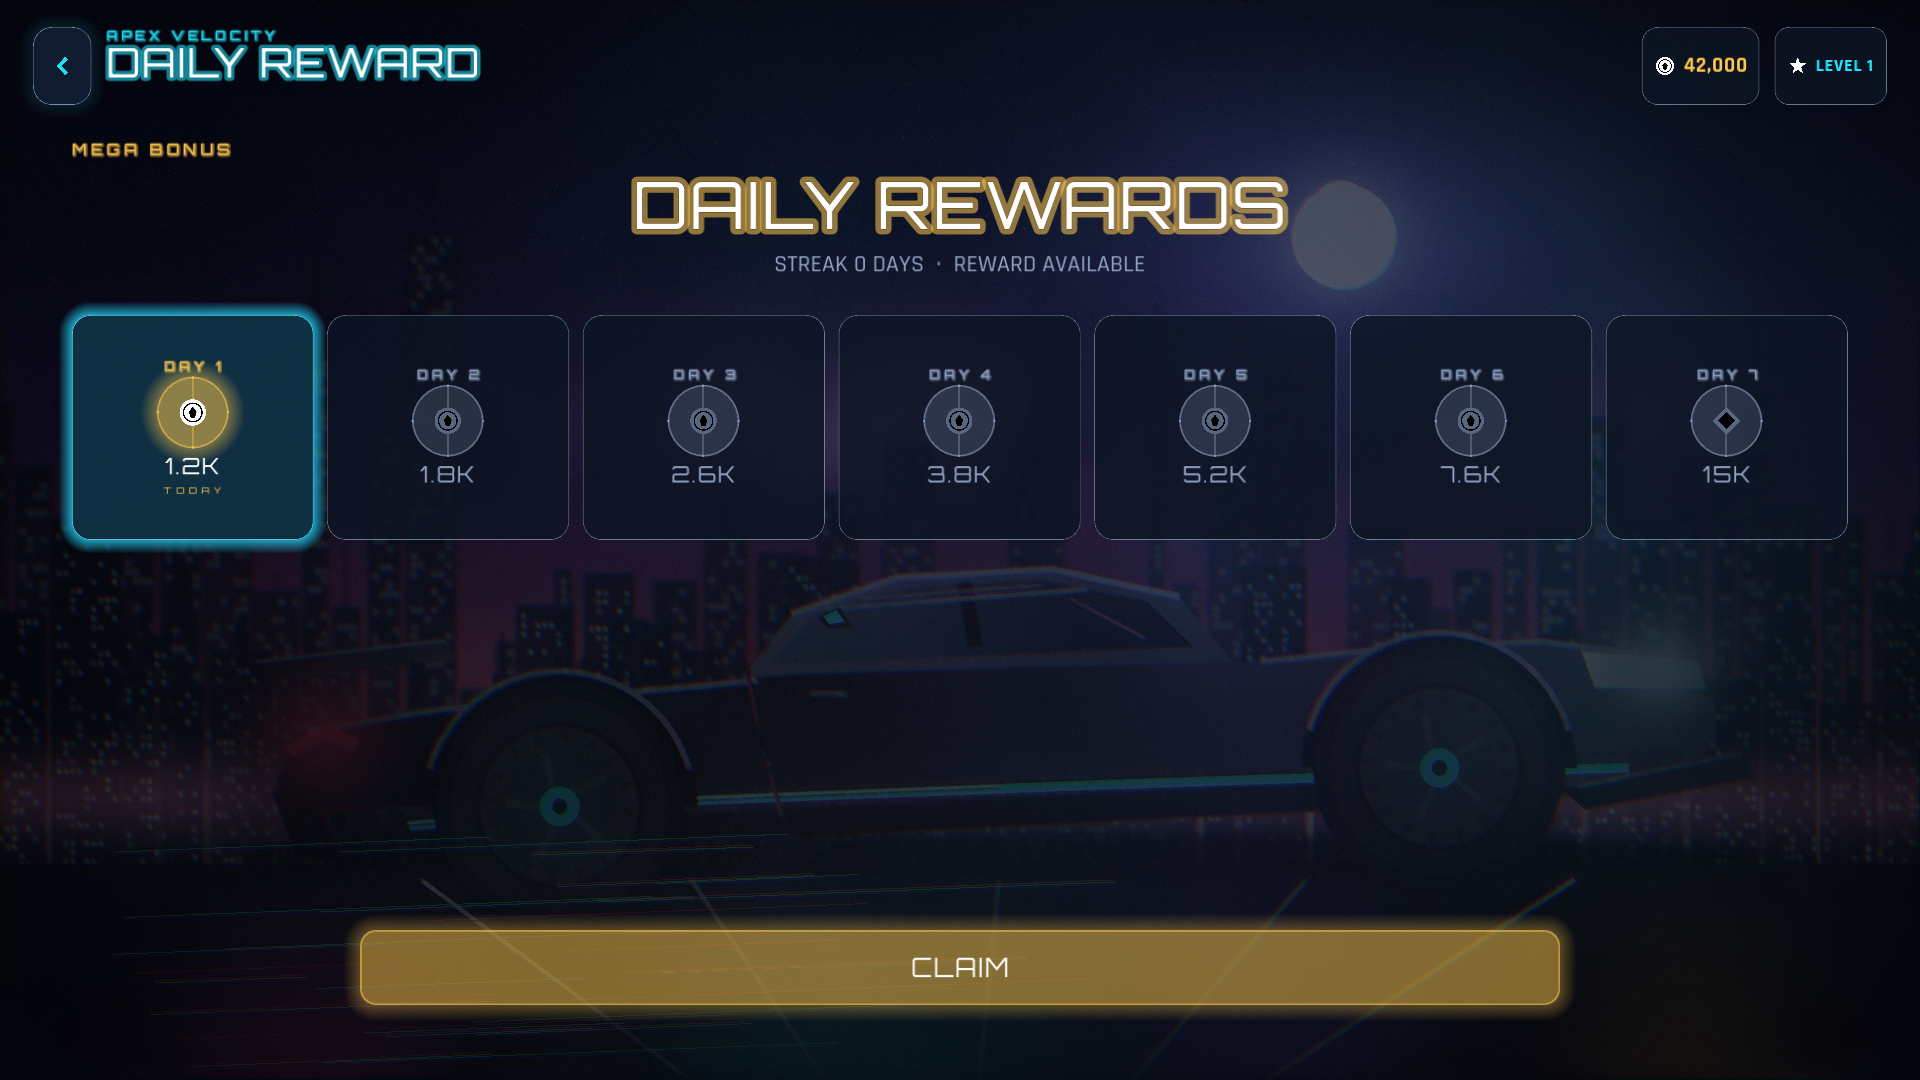 APEX VELOCITY
DAILY REWARD
42,000
LEVEL 1
MEGA BONUS
DAILY REWARDS
STREAK 0 DAYS · REWARD AVAILABLE
DAY 1
1.2K
TODAY
DAY 2
1.8K
DAY 3
2.6K
DAY 4
3.8K
DAY 5
5.2K
DAY 6
7.6K
DAY 7
15K
CLAIM